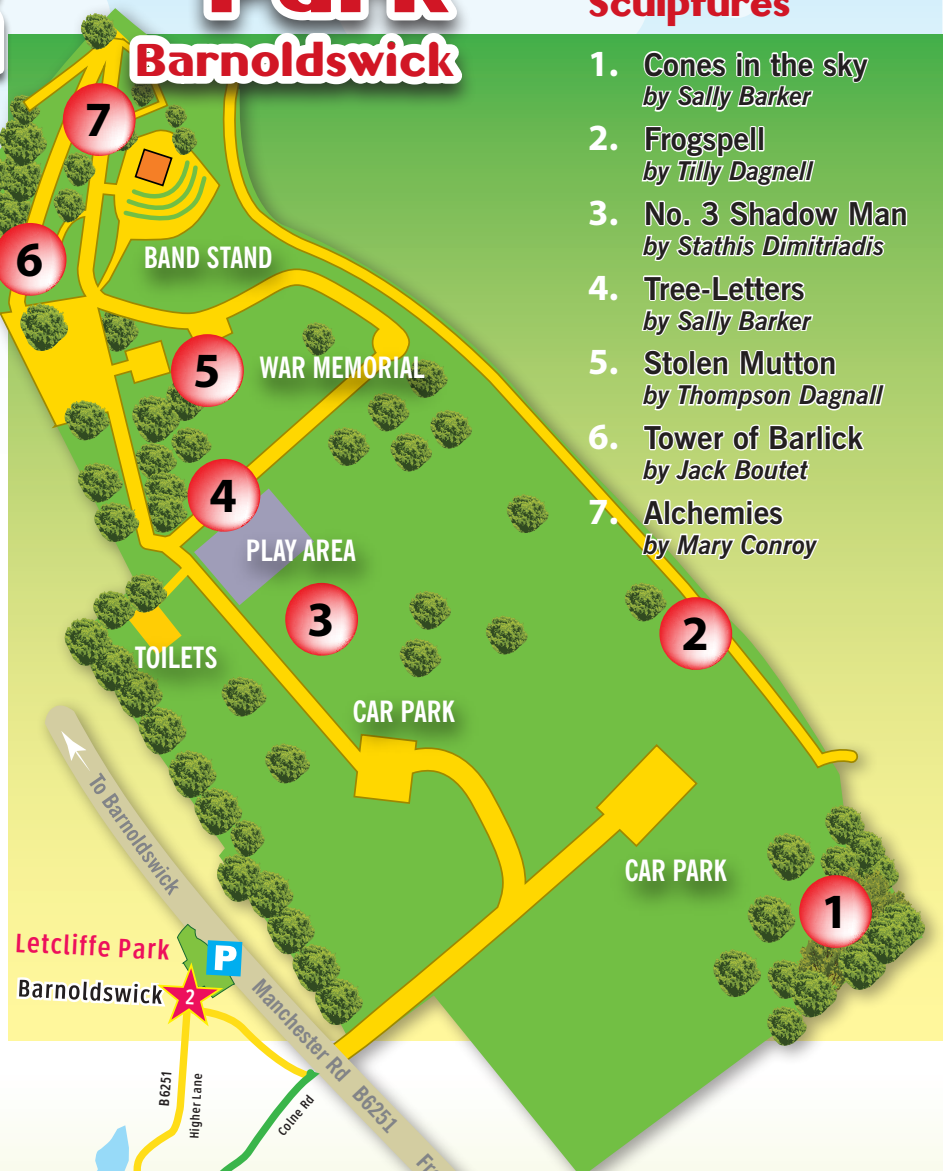 Park
Barnoldswick
Sculptures
1. Cones in the sky
by Sally Barker
2. Frogspell
by Tilly Dagnell
3. No. 3 Shadow Man
by Stathis Dimitriadis
4. Tree-Letters
by Sally Barker
5. Stolen Mutton
by Thompson Dagnall
6. Tower of Barlick
by Jack Boutet
7. Alchemies
by Mary Conroy
7
6
BAND STAND
5
WAR MEMORIAL
4
PLAY AREA
3
2
TOILETS
CAR PARK
CAR PARK
1
To Barnoldswick
Letcliffe Park
P
Barnoldswick
2
Manchester Rd B6251
B6251
Higher Lane
Colne Rd